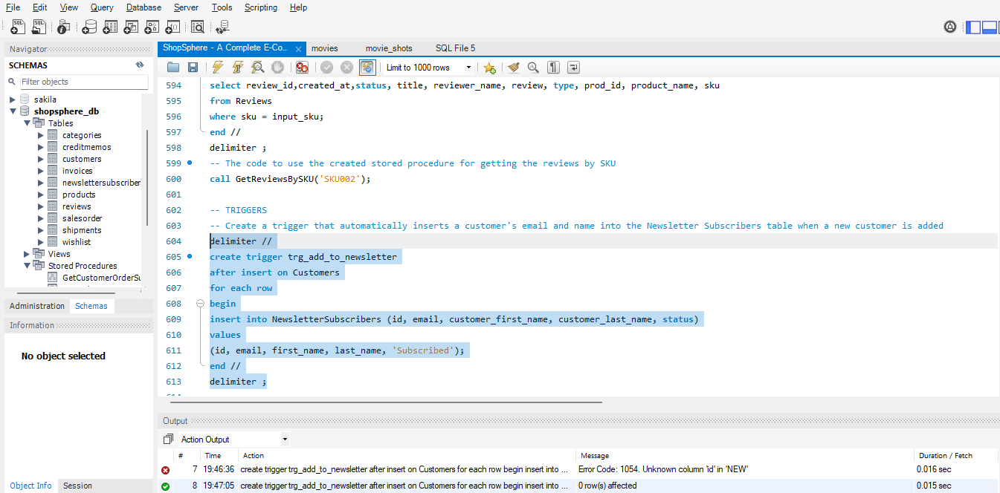 File Edit View Query Database Server Tools Scripting Help
Navigator
SCHEMAS
Filter objects
sakila
shopsphere_db
Tables
categories
creditmemos
customers
invoices
newslettersubscriber
products
reviews
salesorder
shipments
wishlist
Views
Stored Procedures
GetCustomerOrderSu
Administration Schemas
Information
No object selected
Object Info Session
ShopSphere - A Complete E-Co... movies movie_shots SQL File 5
Limit to 1000 rows
594 select review_id,created_at,status, title, reviewer_name, review, type, prod_id, product_name, sku
595 from Reviews
596 where sku = input_sku;
597 end //
598 delimiter ;
599 -- The code to use the created stored procedure for getting the reviews by SKU
600 call GetReviewsBySKU('SKU002');
601
602 -- TRIGGERS
603 -- Create a trigger that automatically inserts a customer's email and name into the Newsletter Subscribers table when a new customer is added
604 delimiter //
605 create trigger trg_add_to_newsletter
606 after insert on Customers
607 for each row
608 begin
609 insert into NewsletterSubscribers (id, email, customer_first_name, customer_last_name, status)
610 values
611 (id, email, first_name, last_name, 'Subscribed');
612 end //
613 delimiter ;
Output
Action Output
# Time Action Message Duration / Fetch
7 19:46:36 create trigger trg_add_to_newsletter after insert on Customers for each row begin insert into ... Error Code: 1054. Unknown column 'id' in 'NEW' 0.016 sec
8 19:47:05 create trigger trg_add_to_newsletter after insert on Customers for each row begin insert into ... 0 row(s) affected 0.015 sec